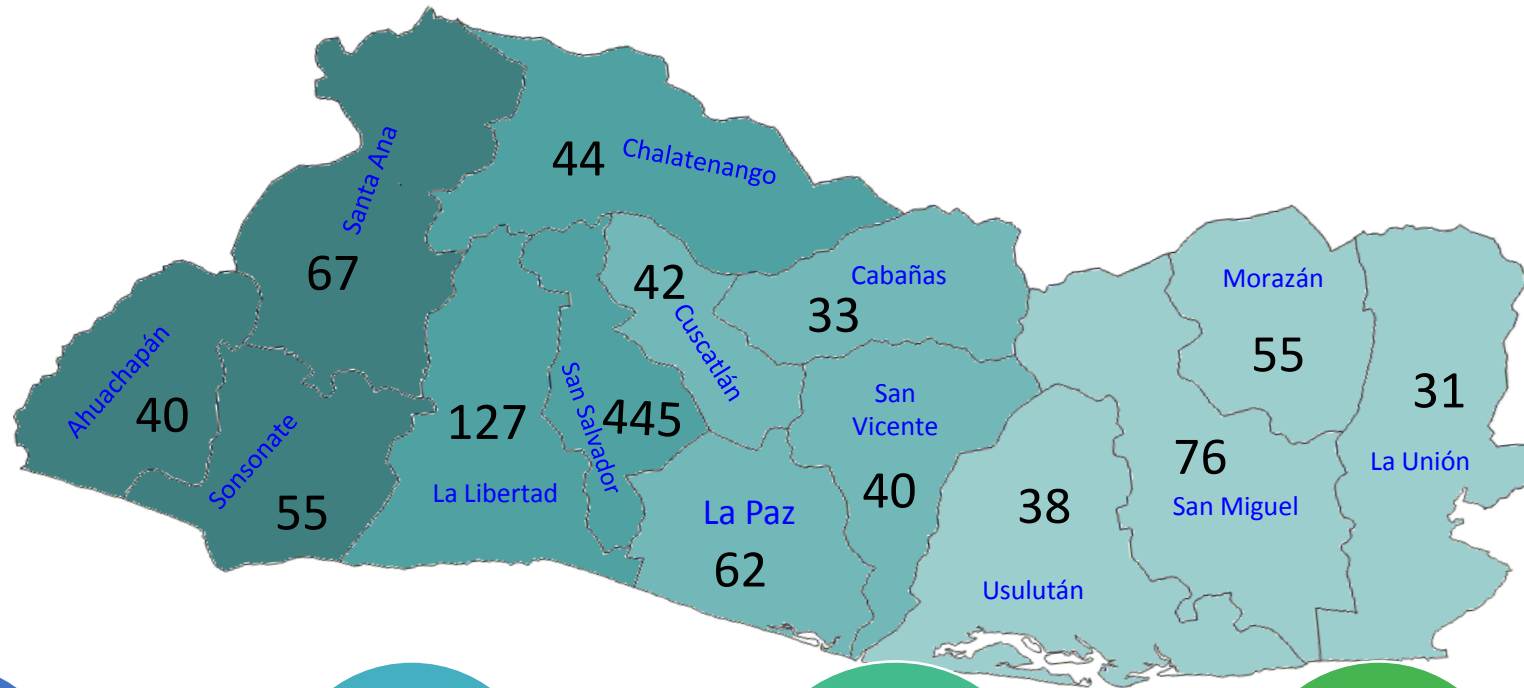 44
Chalatenango
Santa Ana
67
42
Cuscatlán
Cabañas
33
Morazán
55
Ahuachapán
40
Sonsonate
55
127
La Libertad
San Salvador
445
San
Vicente
40
La Paz
62
38
Usulután
76
San Miguel
31
La Unión